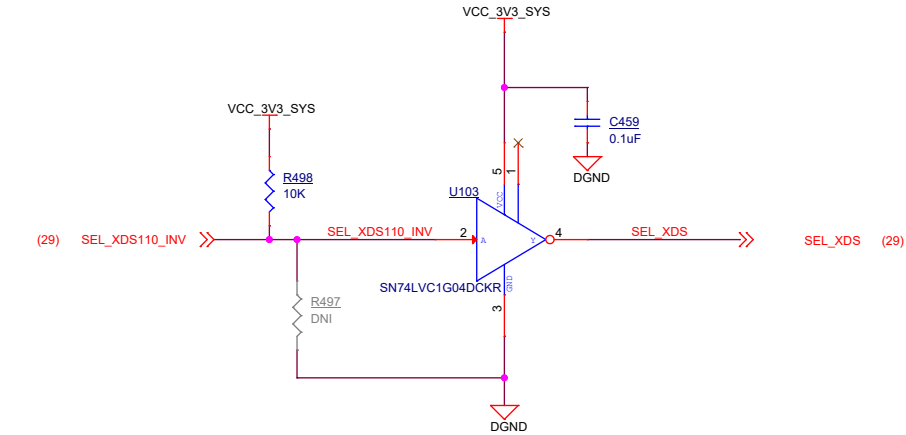 VCC_3V3_SYS
VCC_3V3_SYS
C459
0.1uF
DGND
R498
10K
5
1
U103
VCC
(29) SEL_XDS110_INV
SEL_XDS110_INV
2
A
Y
4
SEL_XDS
SEL_XDS (29)
SN74LVC1G04DCKR
GND
3
R497
DNI
DGND